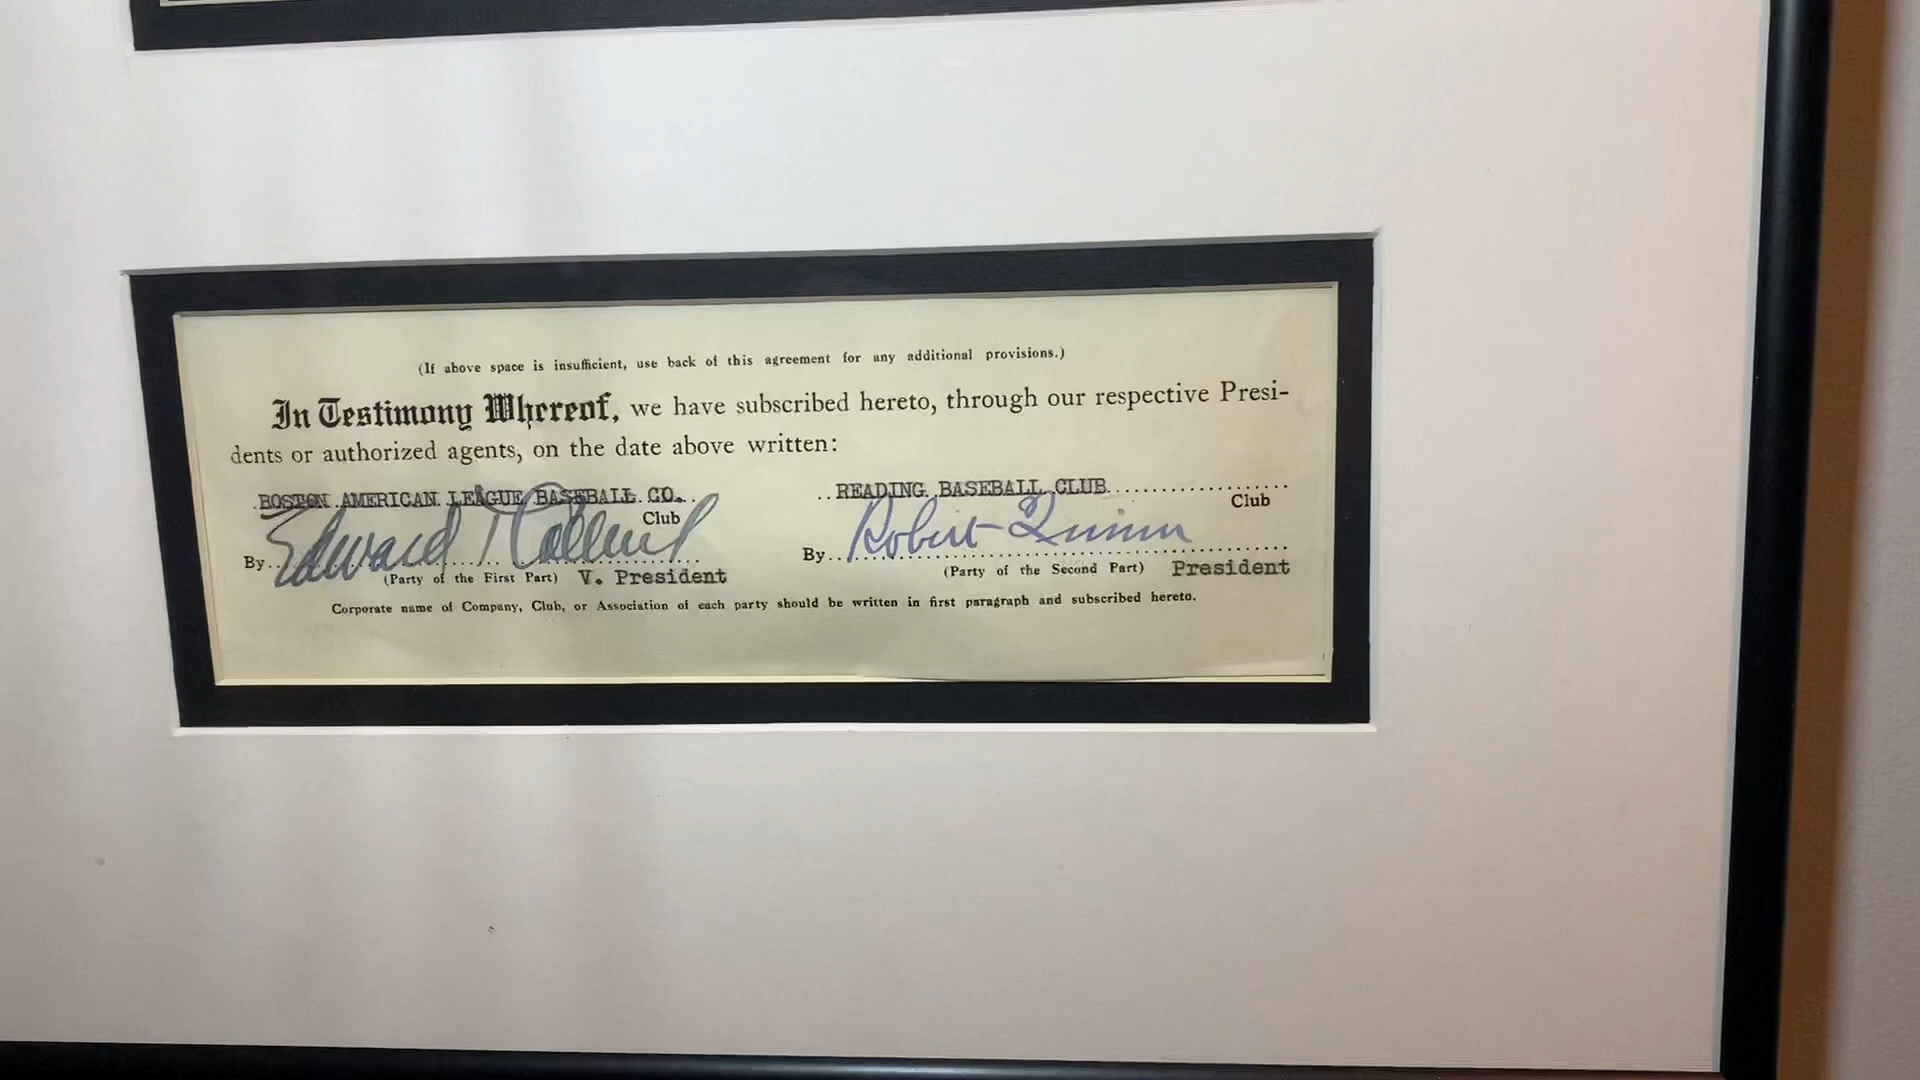 (If above space is insufficient, use back of this agreement for any additional provisions.)
In Testimony Whereof, we have subscribed hereto, through our respective Presi-
dents or authorized agents, on the date above written:
BOSTON AMERICAN LEAGUE BASEBALL CO. READING BASEBALL CLUB
Club Club
By Edward T Collins By Robert Quinn
(Party of the First Part) V. President (Party of the Second Part) President
Corporate name of Company, Club, or Association of each party should be written in first paragraph and subscribed hereto.